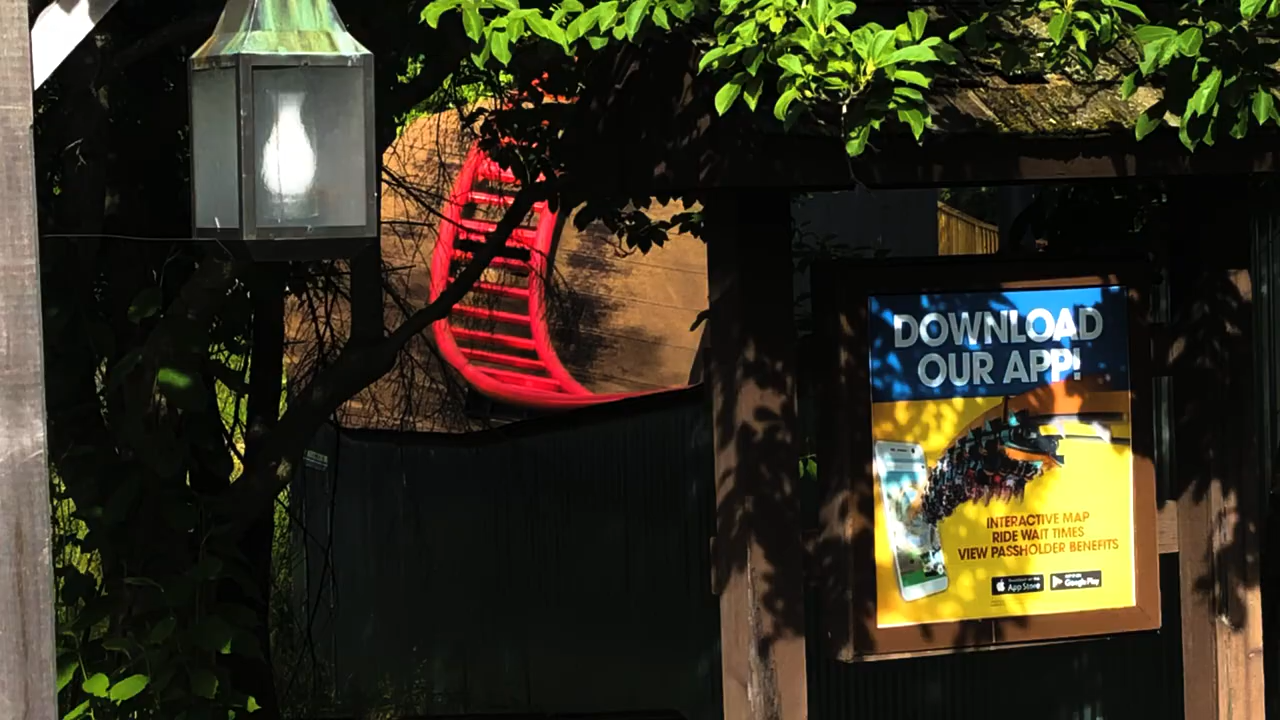 DOWNLOAD
OUR APP!
INTERACTIVE MAP
RIDE WAIT TIMES
VIEW PASSHOLDER BENEFITS
App Store
Google Play